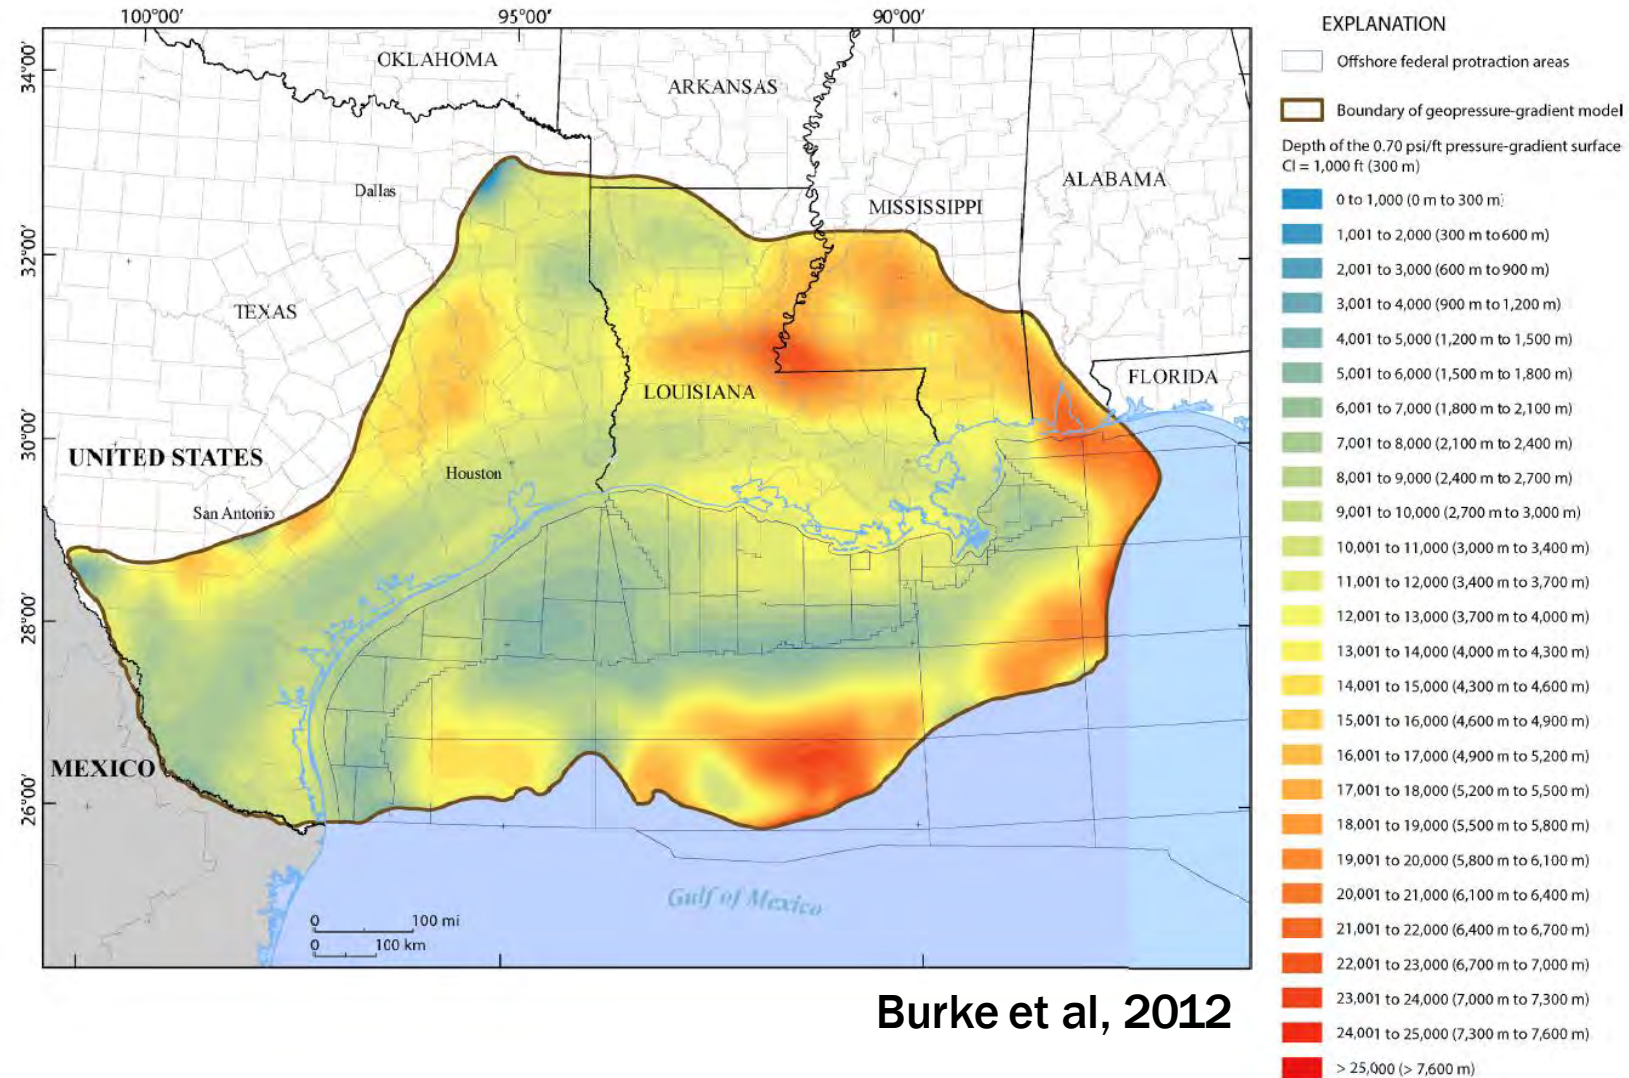 100°00′ 95°00′ 90°00′
34°00′
32°00′
30°00′
28°00′
26°00′
OKLAHOMA
ARKANSAS
Dallas
ALABAMA
MISSISSIPPI
TEXAS
LOUISIANA
FLORIDA
UNITED STATES
Houston
San Antonio
MEXICO
Gulf of Mexico
0 100 mi
0 100 km
Burke et al, 2012
EXPLANATION
Offshore federal protraction areas
Boundary of geopressure-gradient model
Depth of the 0.70 psi/ft pressure-gradient surface
CI = 1,000 ft (300 m)
0 to 1,000 (0 m to 300 m)
1,001 to 2,000 (300 m to 600 m)
2,001 to 3,000 (600 m to 900 m)
3,001 to 4,000 (900 m to 1,200 m)
4,001 to 5,000 (1,200 m to 1,500 m)
5,001 to 6,000 (1,500 m to 1,800 m)
6,001 to 7,000 (1,800 m to 2,100 m)
7,001 to 8,000 (2,100 m to 2,400 m)
8,001 to 9,000 (2,400 m to 2,700 m)
9,001 to 10,000 (2,700 m to 3,000 m)
10,001 to 11,000 (3,000 m to 3,400 m)
11,001 to 12,000 (3,400 m to 3,700 m)
12,001 to 13,000 (3,700 m to 4,000 m)
13,001 to 14,000 (4,000 m to 4,300 m)
14,001 to 15,000 (4,300 m to 4,600 m)
15,001 to 16,000 (4,600 m to 4,900 m)
16,001 to 17,000 (4,900 m to 5,200 m)
17,001 to 18,000 (5,200 m to 5,500 m)
18,001 to 19,000 (5,500 m to 5,800 m)
19,001 to 20,000 (5,800 m to 6,100 m)
20,001 to 21,000 (6,100 m to 6,400 m)
21,001 to 22,000 (6,400 m to 6,700 m)
22,001 to 23,000 (6,700 m to 7,000 m)
23,001 to 24,000 (7,000 m to 7,300 m)
24,001 to 25,000 (7,300 m to 7,600 m)
> 25,000 (> 7,600 m)